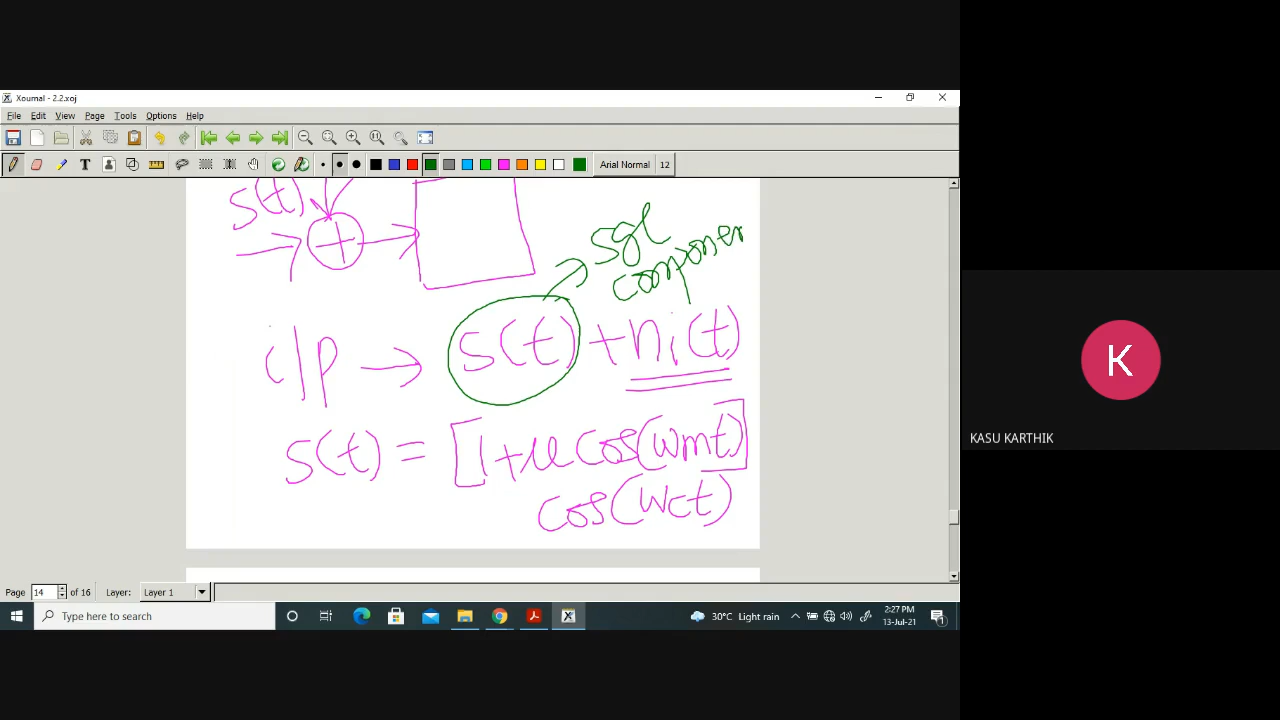 Xournal - 2.2.xoj
File Edit View Page Tools Options Help
Arial Normal 12
s(t)
+
sgl
componen
i/p → s(t) + ni(t)
s(t) = [1+μ cos(wmt)]
cos(wct)
K
KASU KARTHIK
Page 14 of 16 Layer: Layer 1
Type here to search
30°C Light rain
2:27 PM
13-Jul-21
1